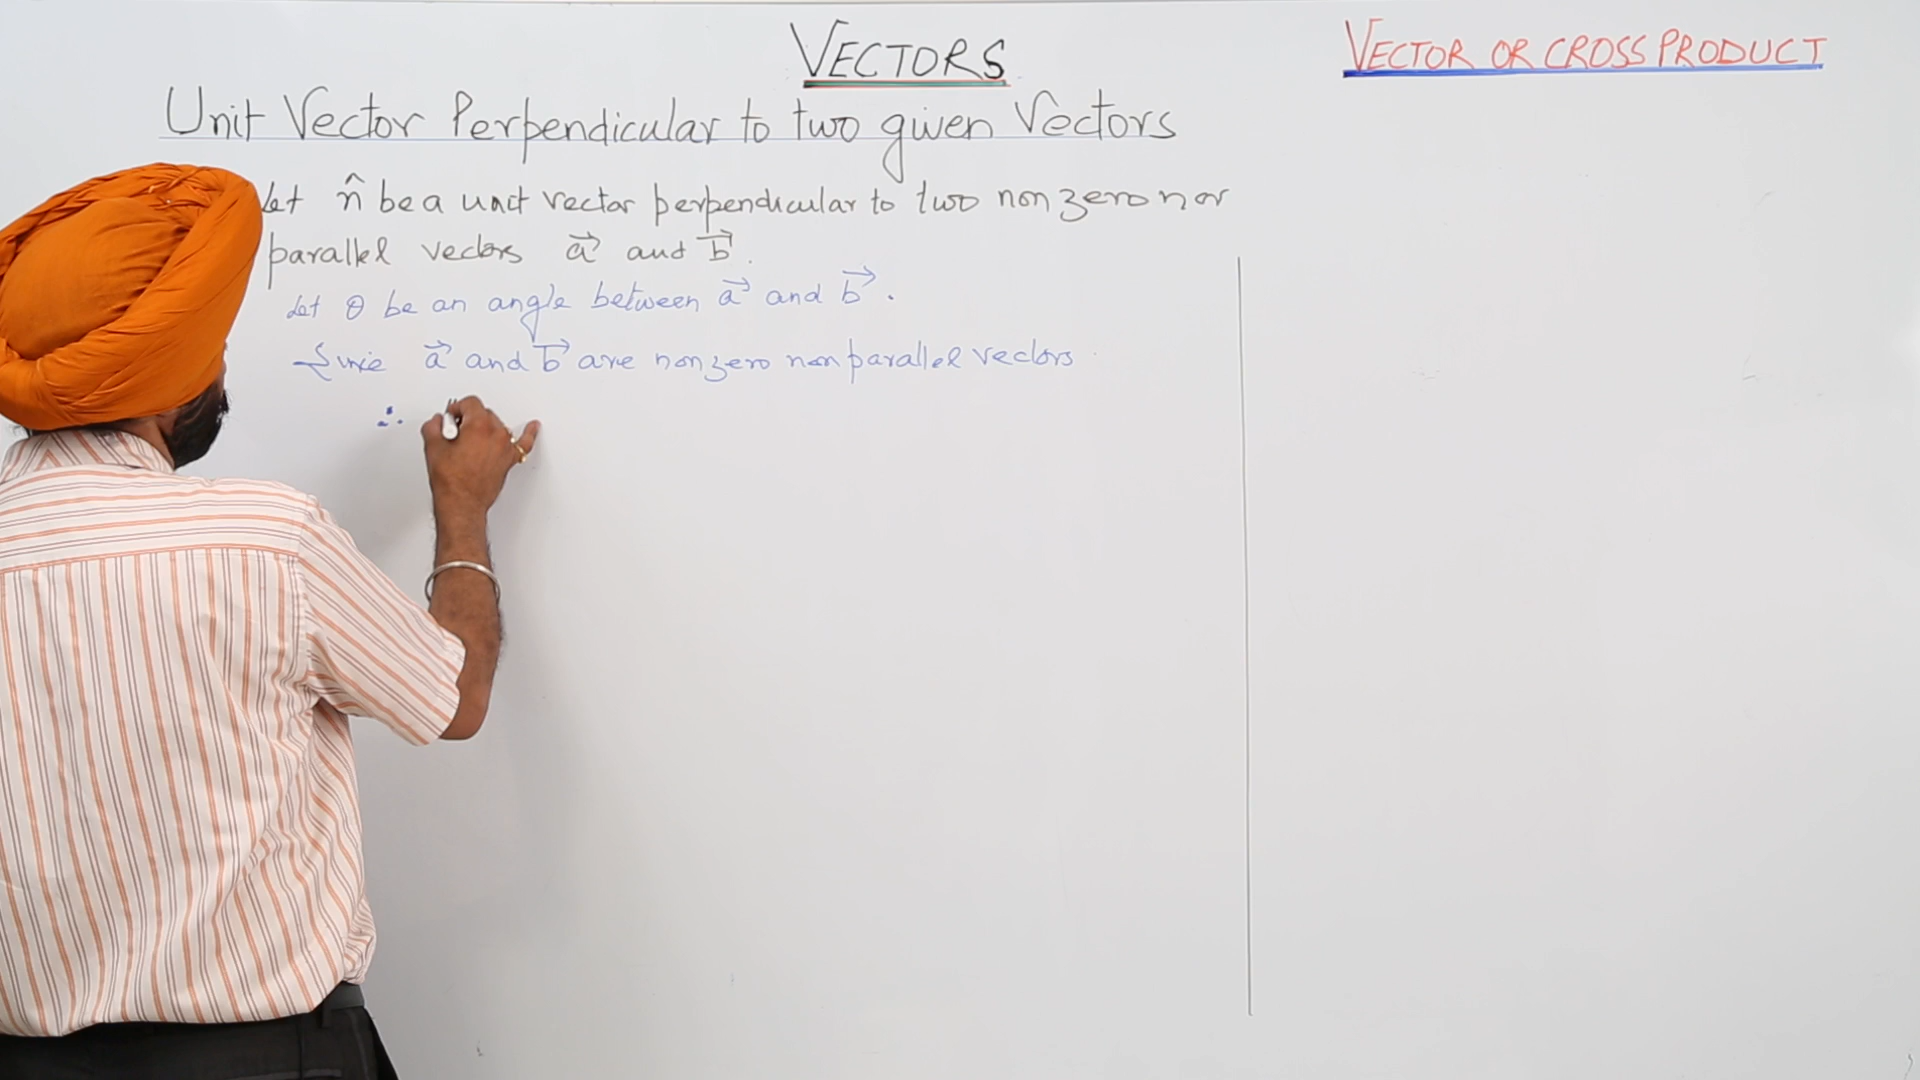 VECTORS
VECTOR OR CROSS PRODUCT
Unit Vector Perpendicular to two given Vectors
Let n̂ be a unit vector perpendicular to two non zero non
parallel vectors a⃗ and b⃗.
Let θ be an angle between a⃗ and b⃗.
Since a⃗ and b⃗ are non zero non parallel vectors
∴